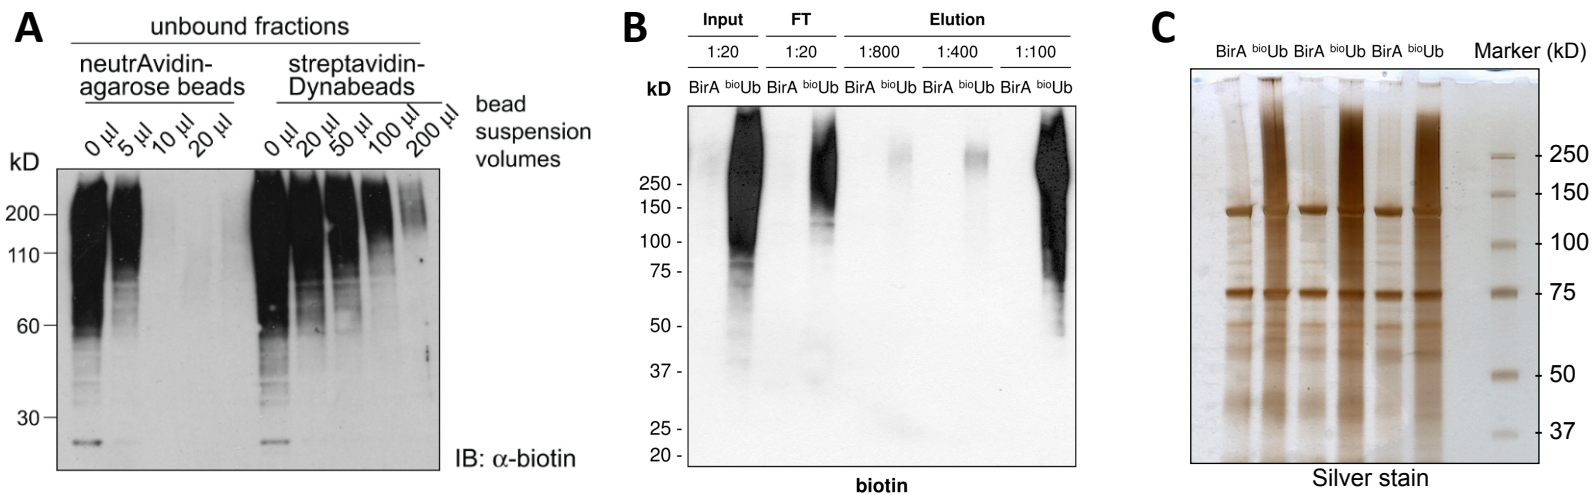 A
unbound fractions
neutrAvidin-
agarose beads
streptavidin-
Dynabeads
bead
suspension
volumes
0 µl
5 µl
10 µl
20 µl
0 µl
20 µl
50 µl
100 µl
200 µl
kD
200
110
60
30
IB: α-biotin
B
Input FT Elution
1:20 1:20 1:800 1:400 1:100
kD BirA bioUb BirA bioUb BirA bioUb BirA bioUb BirA bioUb
250 -
150 -
100 -
75 -
50 -
37 -
25 -
20 -
biotin
C
BirA bioUb BirA bioUb BirA bioUb Marker (kD)
- 250
- 150
- 100
- 75
- 50
- 37
Silver stain